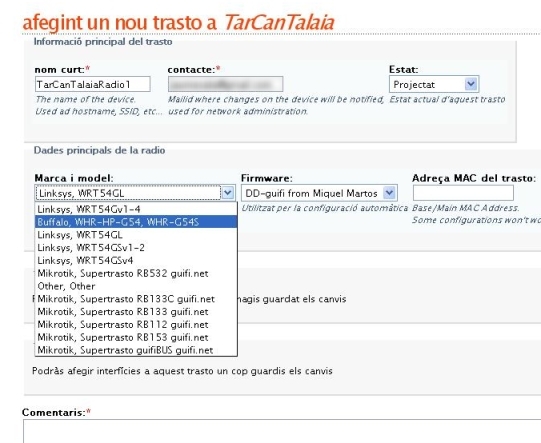 afegint un nou trasto a TarCanTalaia
Informació principal del trasto
nom curt:* contacte:* Estat:
TarCanTalaiaRadio1 Projectat
The name of the device. Mailid where changes on the device will be notified, Estat actual d'aquest trasto
Used ad hostname, SSID, etc... used for network administration.
Dades principals de la radio
Marca i model: Firmware: Adreça MAC del trasto:
Linksys, WRT54GL DD-guifi from Miquel Martos
Utilitzat per la configuració automàtica Base/Main MAC Address.
Some configurations won't wo
Linksys, WRT54Gv1-4
Buffalo, WHR-HP-G54, WHR-G54S
Linksys, WRT54GL
Linksys, WRT54GSv1-2
Linksys, WRT54GSv4
Mikrotik, Supertrasto RB532 guifi.net
Other, Other
Mikrotik, Supertrasto RB133C guifi.net
nagis guardat els canvis
Mikrotik, Supertrasto RB133 guifi.net
Mikrotik, Supertrasto RB112 guifi.net
Mikrotik, Supertrasto RB153 guifi.net
Mikrotik, Supertrasto guifiBUS guifi.net
Podràs afegir interfícies a aquest trasto un cop guardis els canvis
Comentaris:*